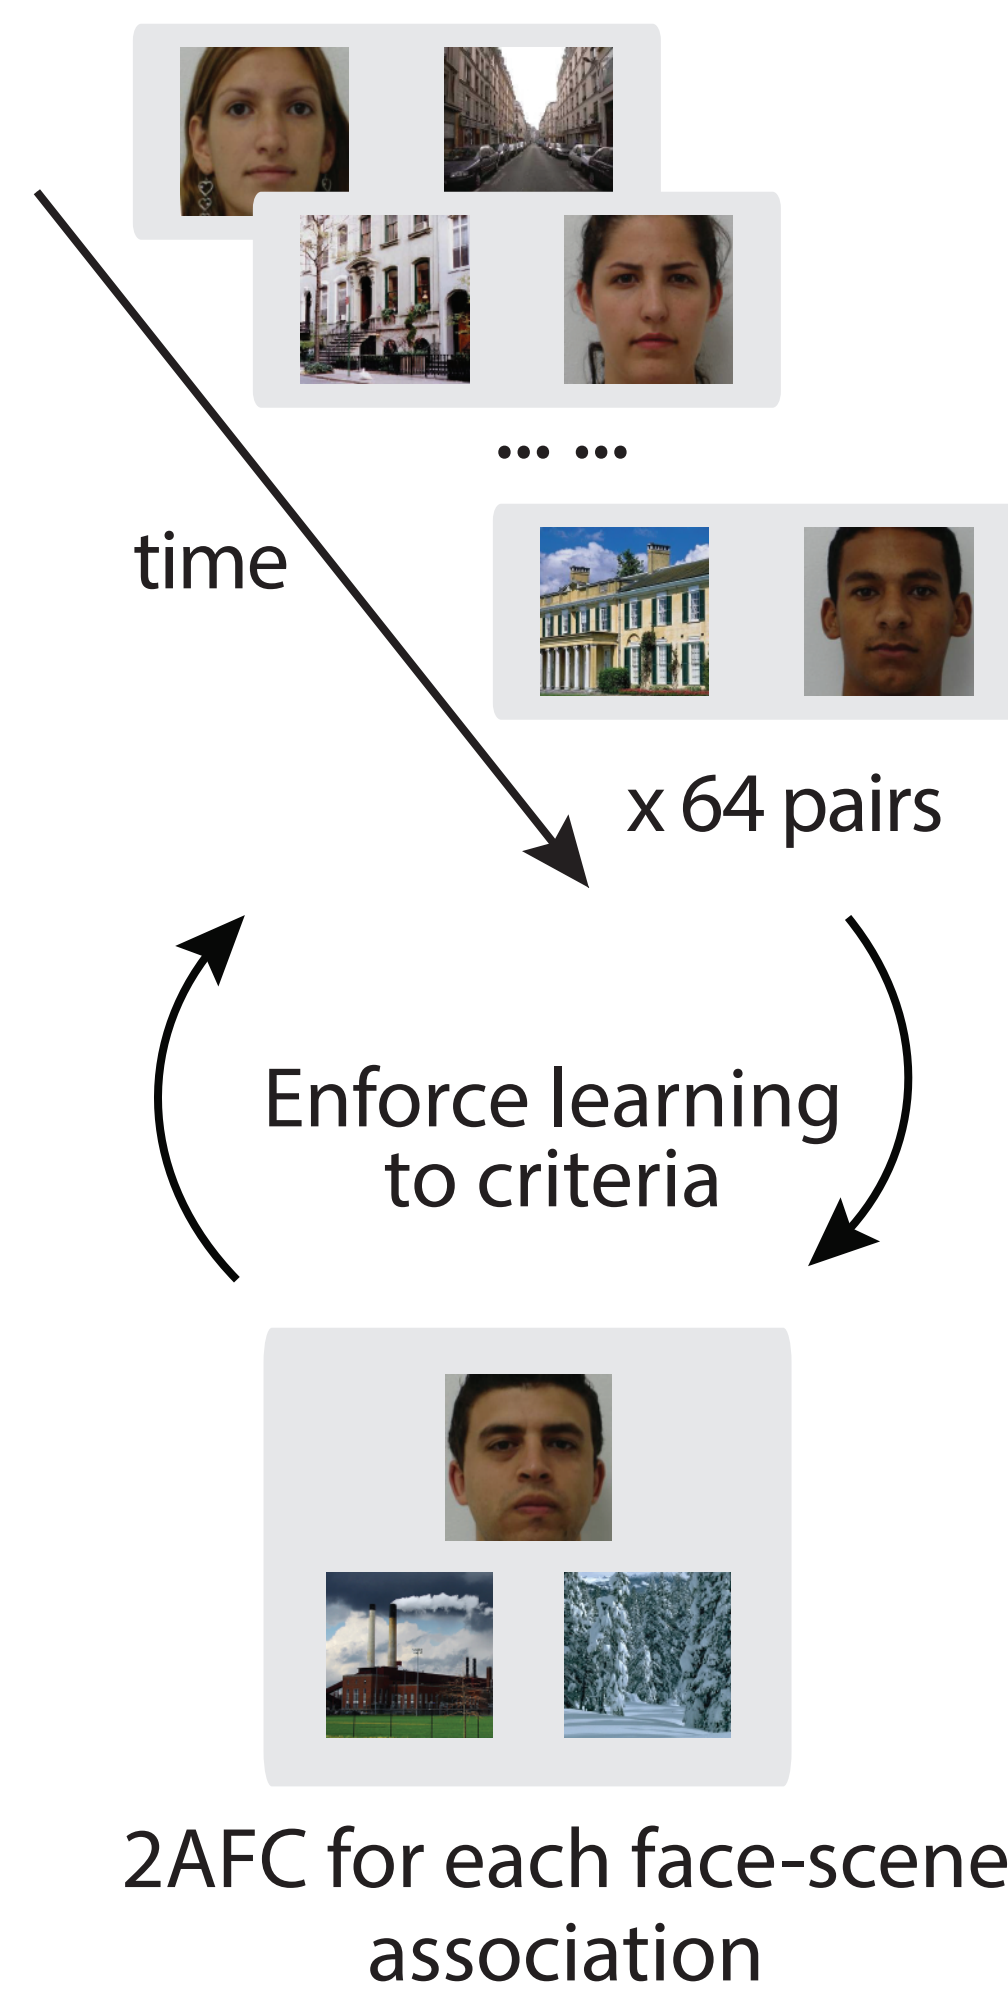 ... ...
time
x 64 pairs
Enforce learning
to criteria
2AFC for each face-scene
association